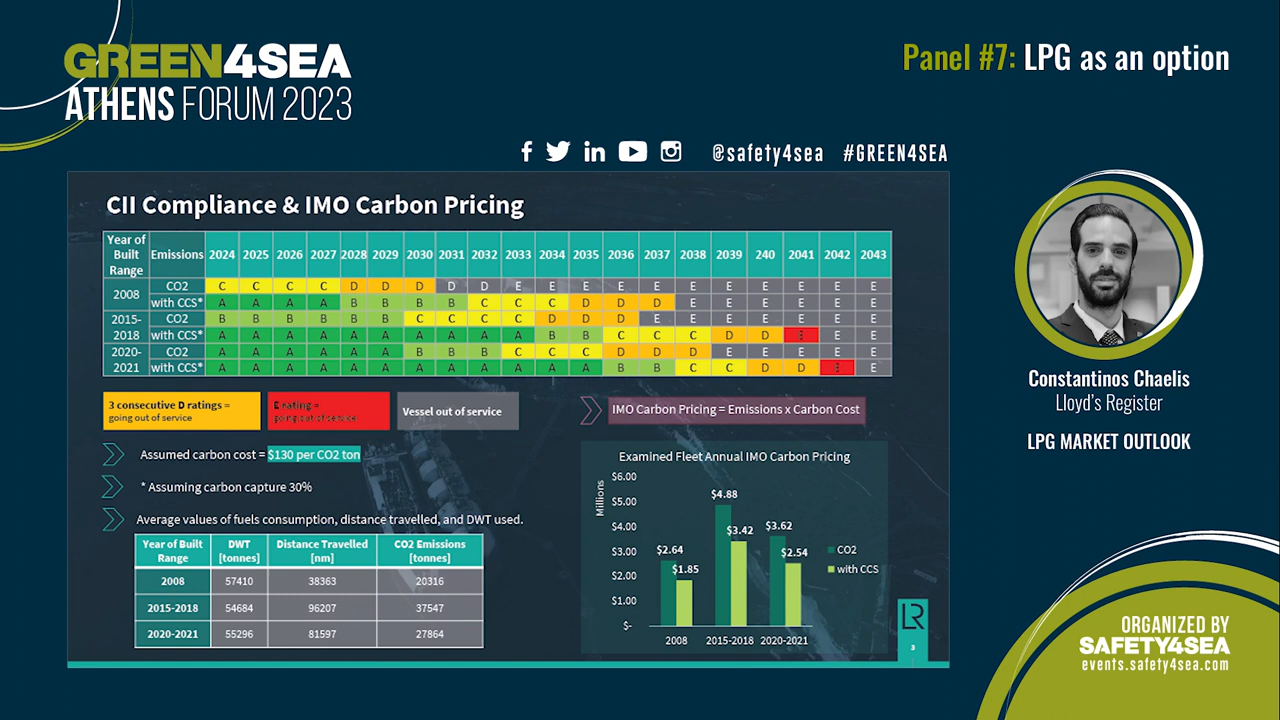 GREEN4SEA
ATHENS FORUM 2023
Panel #7: LPG as an option
@safety4sea #GREEN4SEA
CII Compliance & IMO Carbon Pricing
Year of Built Range Emissions 2024 2025 2026 2027 2028 2029 2030 2031 2032 2033 2034 2035 2036 2037 2038 2039 240 2041 2042 2043
2008 CO2 C C C C D D D D D E E E E E E E E E E E
with CCS* A A A A B B B B C C C D D D E E E E E E
2015-2018 CO2 B B B B B B C C C C D D D E E E E E E E
with CCS* A A A A A A A A A A B B C C C D D E E E
2020-2021 CO2 A A A A A A B B B C C C D D D E E E E E
with CCS* A A A A A A A A A A A A B B C C D D E E
3 consecutive D ratings =
going out of service
E rating =
going out of service
Vessel out of service
IMO Carbon Pricing = Emissions x Carbon Cost
Assumed carbon cost = $130 per CO2 ton
* Assuming carbon capture 30%
Average values of fuels consumption, distance travelled, and DWT used.
Year of Built Range DWT [tonnes] Distance Travelled [nm] CO2 Emissions [tonnes]
2008 57410 38363 20316
2015-2018 54684 96207 37547
2020-2021 55296 81597 27864
Examined Fleet Annual IMO Carbon Pricing
Millions
$6.00
$5.00
$4.00
$3.00
$2.00
$1.00
$-
$2.64
$1.85
$4.88
$3.42
$3.62
$2.54
2008 2015-2018 2020-2021
CO2
with CCS
LR
3
Constantinos Chaelis
Lloyd's Register
LPG MARKET OUTLOOK
ORGANIZED BY
SAFETY4SEA
events.safety4sea.com